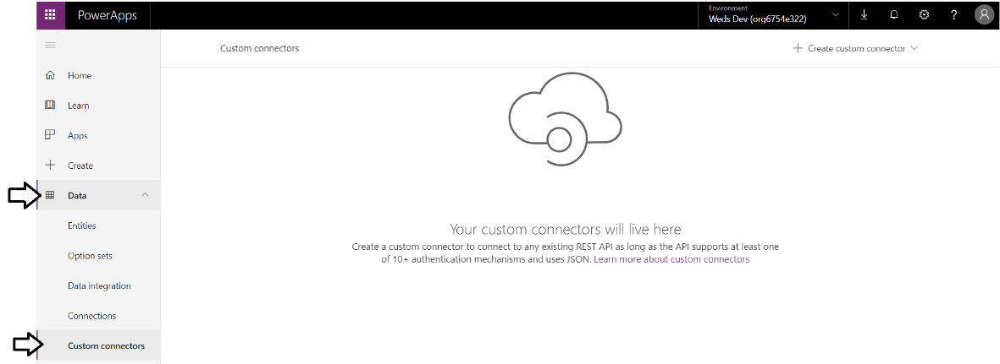 PowerApps
Environment
Weds Dev (org6754e322)
?
Custom connectors
Create custom connector
Home
Learn
Apps
Create
Data
Entities
Option sets
Data integration
Connections
Custom connectors
Your custom connectors will live here
Create a custom connector to connect to any existing REST API as long as the API supports at least one
of 10+ authentication mechanisms and uses JSON. Learn more about custom connectors